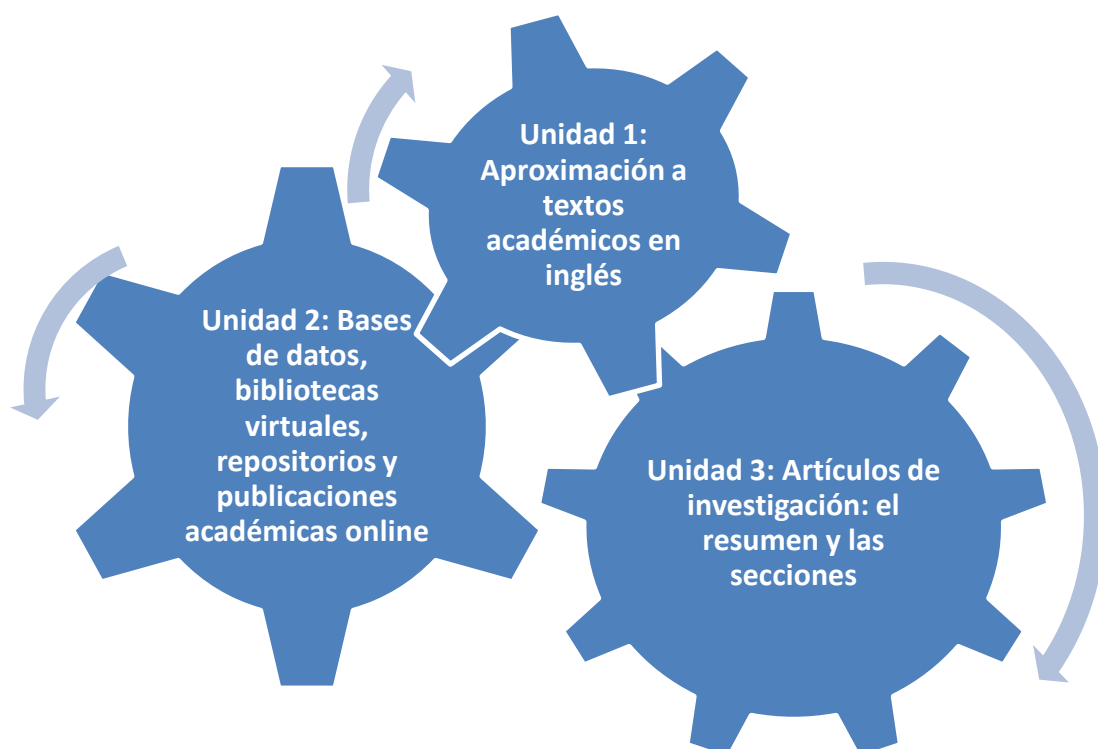 Unidad 1:
Aproximación a
textos
académicos en
inglés
Unidad 2: Bases
de datos,
bibliotecas
virtuales,
repositorios y
publicaciones
académicas online
Unidad 3: Artículos de
investigación: el
resumen y las
secciones